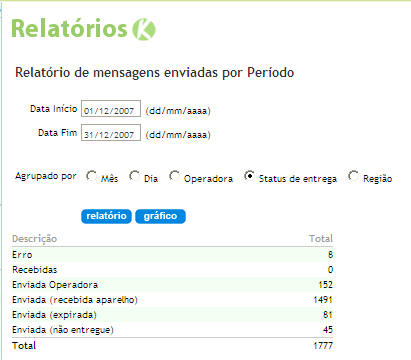 Relatórios K
Relatório de mensagens enviadas por Período
Data Início 01/12/2007 (dd/mm/aaaa)
Data Fim 31/12/2007 (dd/mm/aaaa)
Agrupado por Mês Dia Operadora Status de entrega Região
relatório gráfico
Descrição Total
Erro 8
Recebidas 0
Enviada Operadora 152
Enviada (recebida aparelho) 1491
Enviada (expirada) 81
Enviada (não entregue) 45
Total 1777